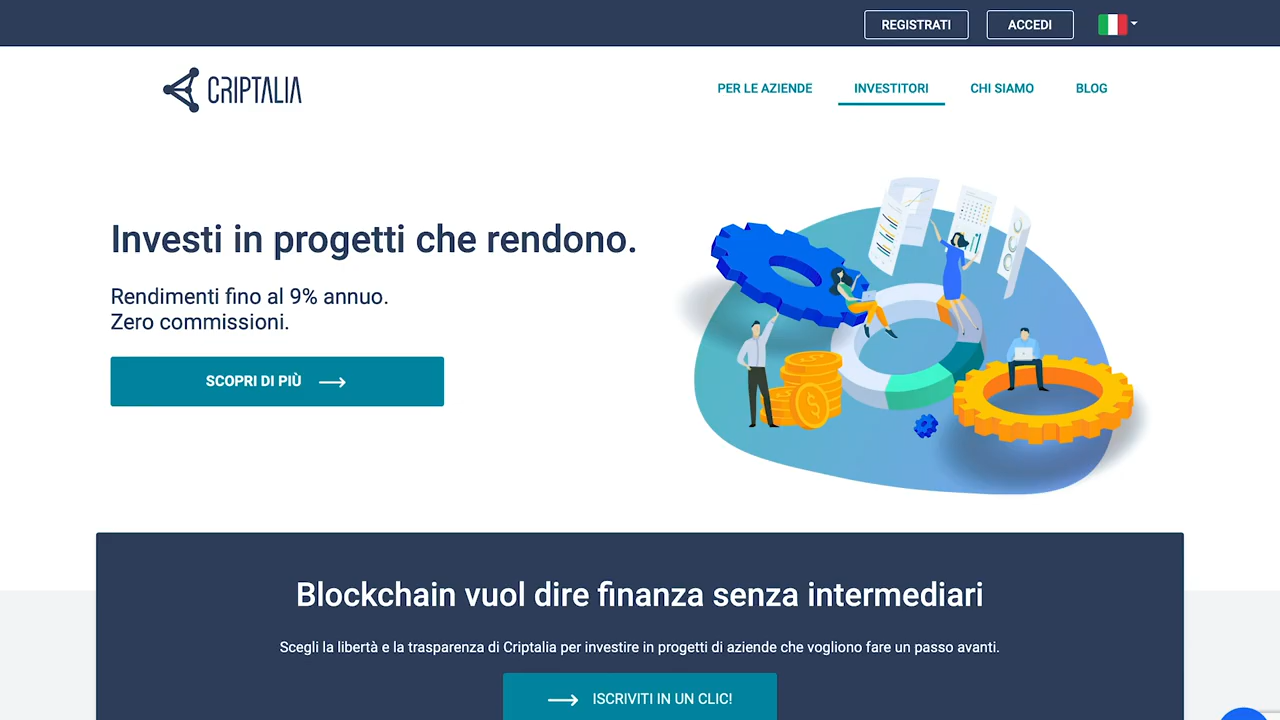 REGISTRATI
ACCEDI
CRIPTALIA
PER LE AZIENDE
INVESTITORI
CHI SIAMO
BLOG
Investi in progetti che rendono.
Rendimenti fino al 9% annuo.
Zero commissioni.
SCOPRI DI PIÙ
Blockchain vuol dire finanza senza intermediari
Scegli la libertà e la trasparenza di Criptalia per investire in progetti di aziende che vogliono fare un passo avanti.
ISCRIVITI IN UN CLIC!